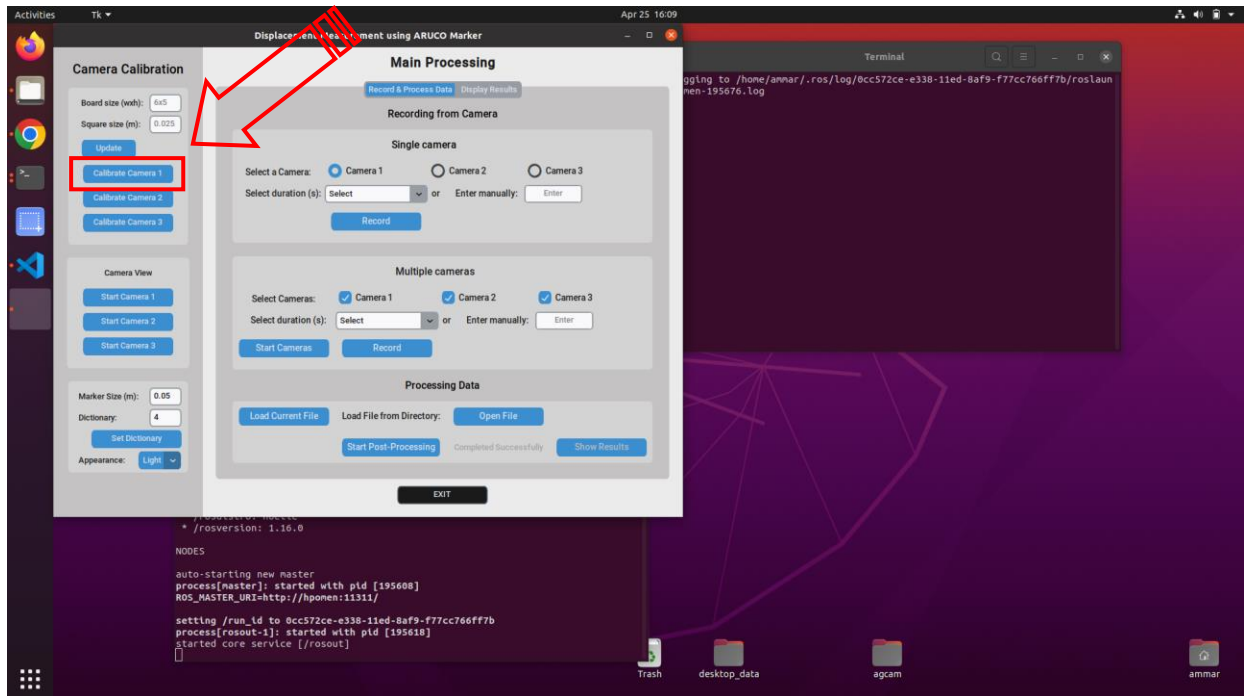 Activities
Tk
Apr 25 16:09
Displacement Measurement using ARUCO Marker
Camera Calibration
Board size (wxh): 6x5
Square size (m): 0.025
Update
Calibrate Camera 1
Calibrate Camera 2
Calibrate Camera 3
Camera View
Start Camera 1
Start Camera 2
Start Camera 3
Marker Size (m): 0.05
Dictionary: 4
Set Dictionary
Appearance: Light
Main Processing
Record & Process Data Display Results
Recording from Camera
Single camera
Select a Camera: Camera 1 Camera 2 Camera 3
Select duration (s): Select or Enter manually: Enter
Record
Multiple cameras
Select Cameras: Camera 1 Camera 2 Camera 3
Select duration (s): Select or Enter manually: Enter
Start Cameras Record
Processing Data
Load Current File Load File from Directory: Open File
Start Post-Processing Completed Successfully Show Results
EXIT
Terminal
gging to /home/ammar/.ros/log/0cc572ce-e338-11ed-8af9-f77cc766ff7b/roslaun
men-195676.log
* /rosversion: 1.16.0
NODES
auto-starting new master
process[master]: started with pid [195608]
ROS_MASTER_URI=http://hpomen:11311/
setting /run_id to 0cc572ce-e338-11ed-8af9-f77cc766ff7b
process[rosout-1]: started with pid [195618]
started core service [/rosout]
Trash
desktop_data
agcam
ammar